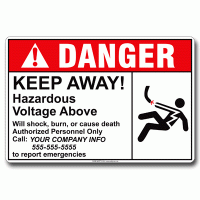 DANGER
KEEP AWAY!
Hazardous
Voltage Above
Will shock, burn, or cause death
Authorized Personnel Only
Call: YOUR COMPANY INFO
555-555-5555
to report emergencies